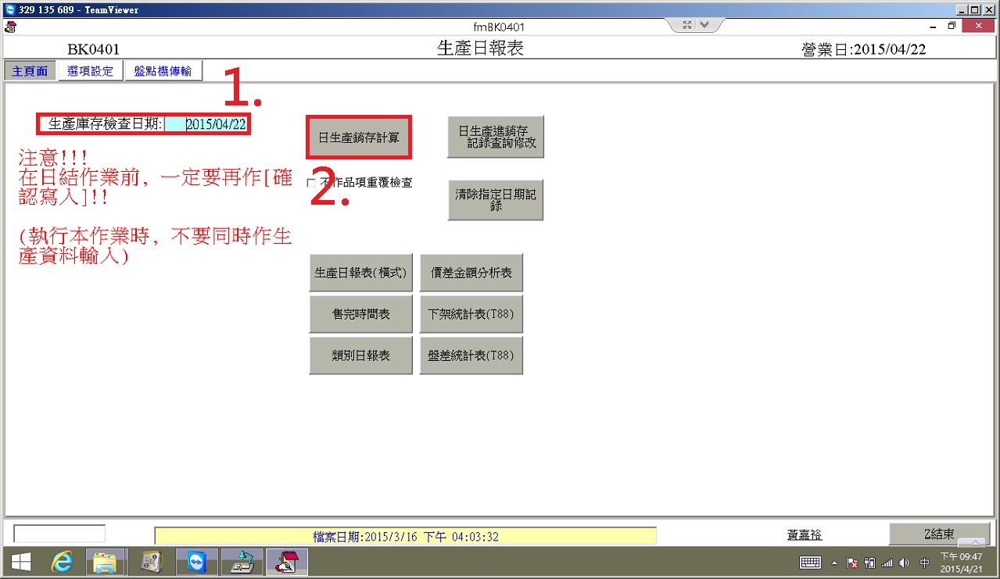 329 135 689 - TeamViewer
fmBK0401
BK0401
生產日報表
營業日:2015/04/22
主頁面
選項設定
盤點機傳輸
1.
生產庫存檢查日期:
2015/04/22
日生產銷存計算
日生產進銷存
記錄查詢修改
注意!!!
在日結作業前, 一定要再作[確
認寫入]!!
2.
不作品項重覆檢查
清除指定日期記
錄
(執行本作業時, 不要同時作生
產資料輸入)
生產日報表(橫式)
價差金額分析表
售完時間表
下架統計表(T88)
類別日報表
盤差統計表(T88)
檔案日期:2015/3/16 下午 04:03:32
黃嘉裕
Z結束
中
下午 09:47
2015/4/21